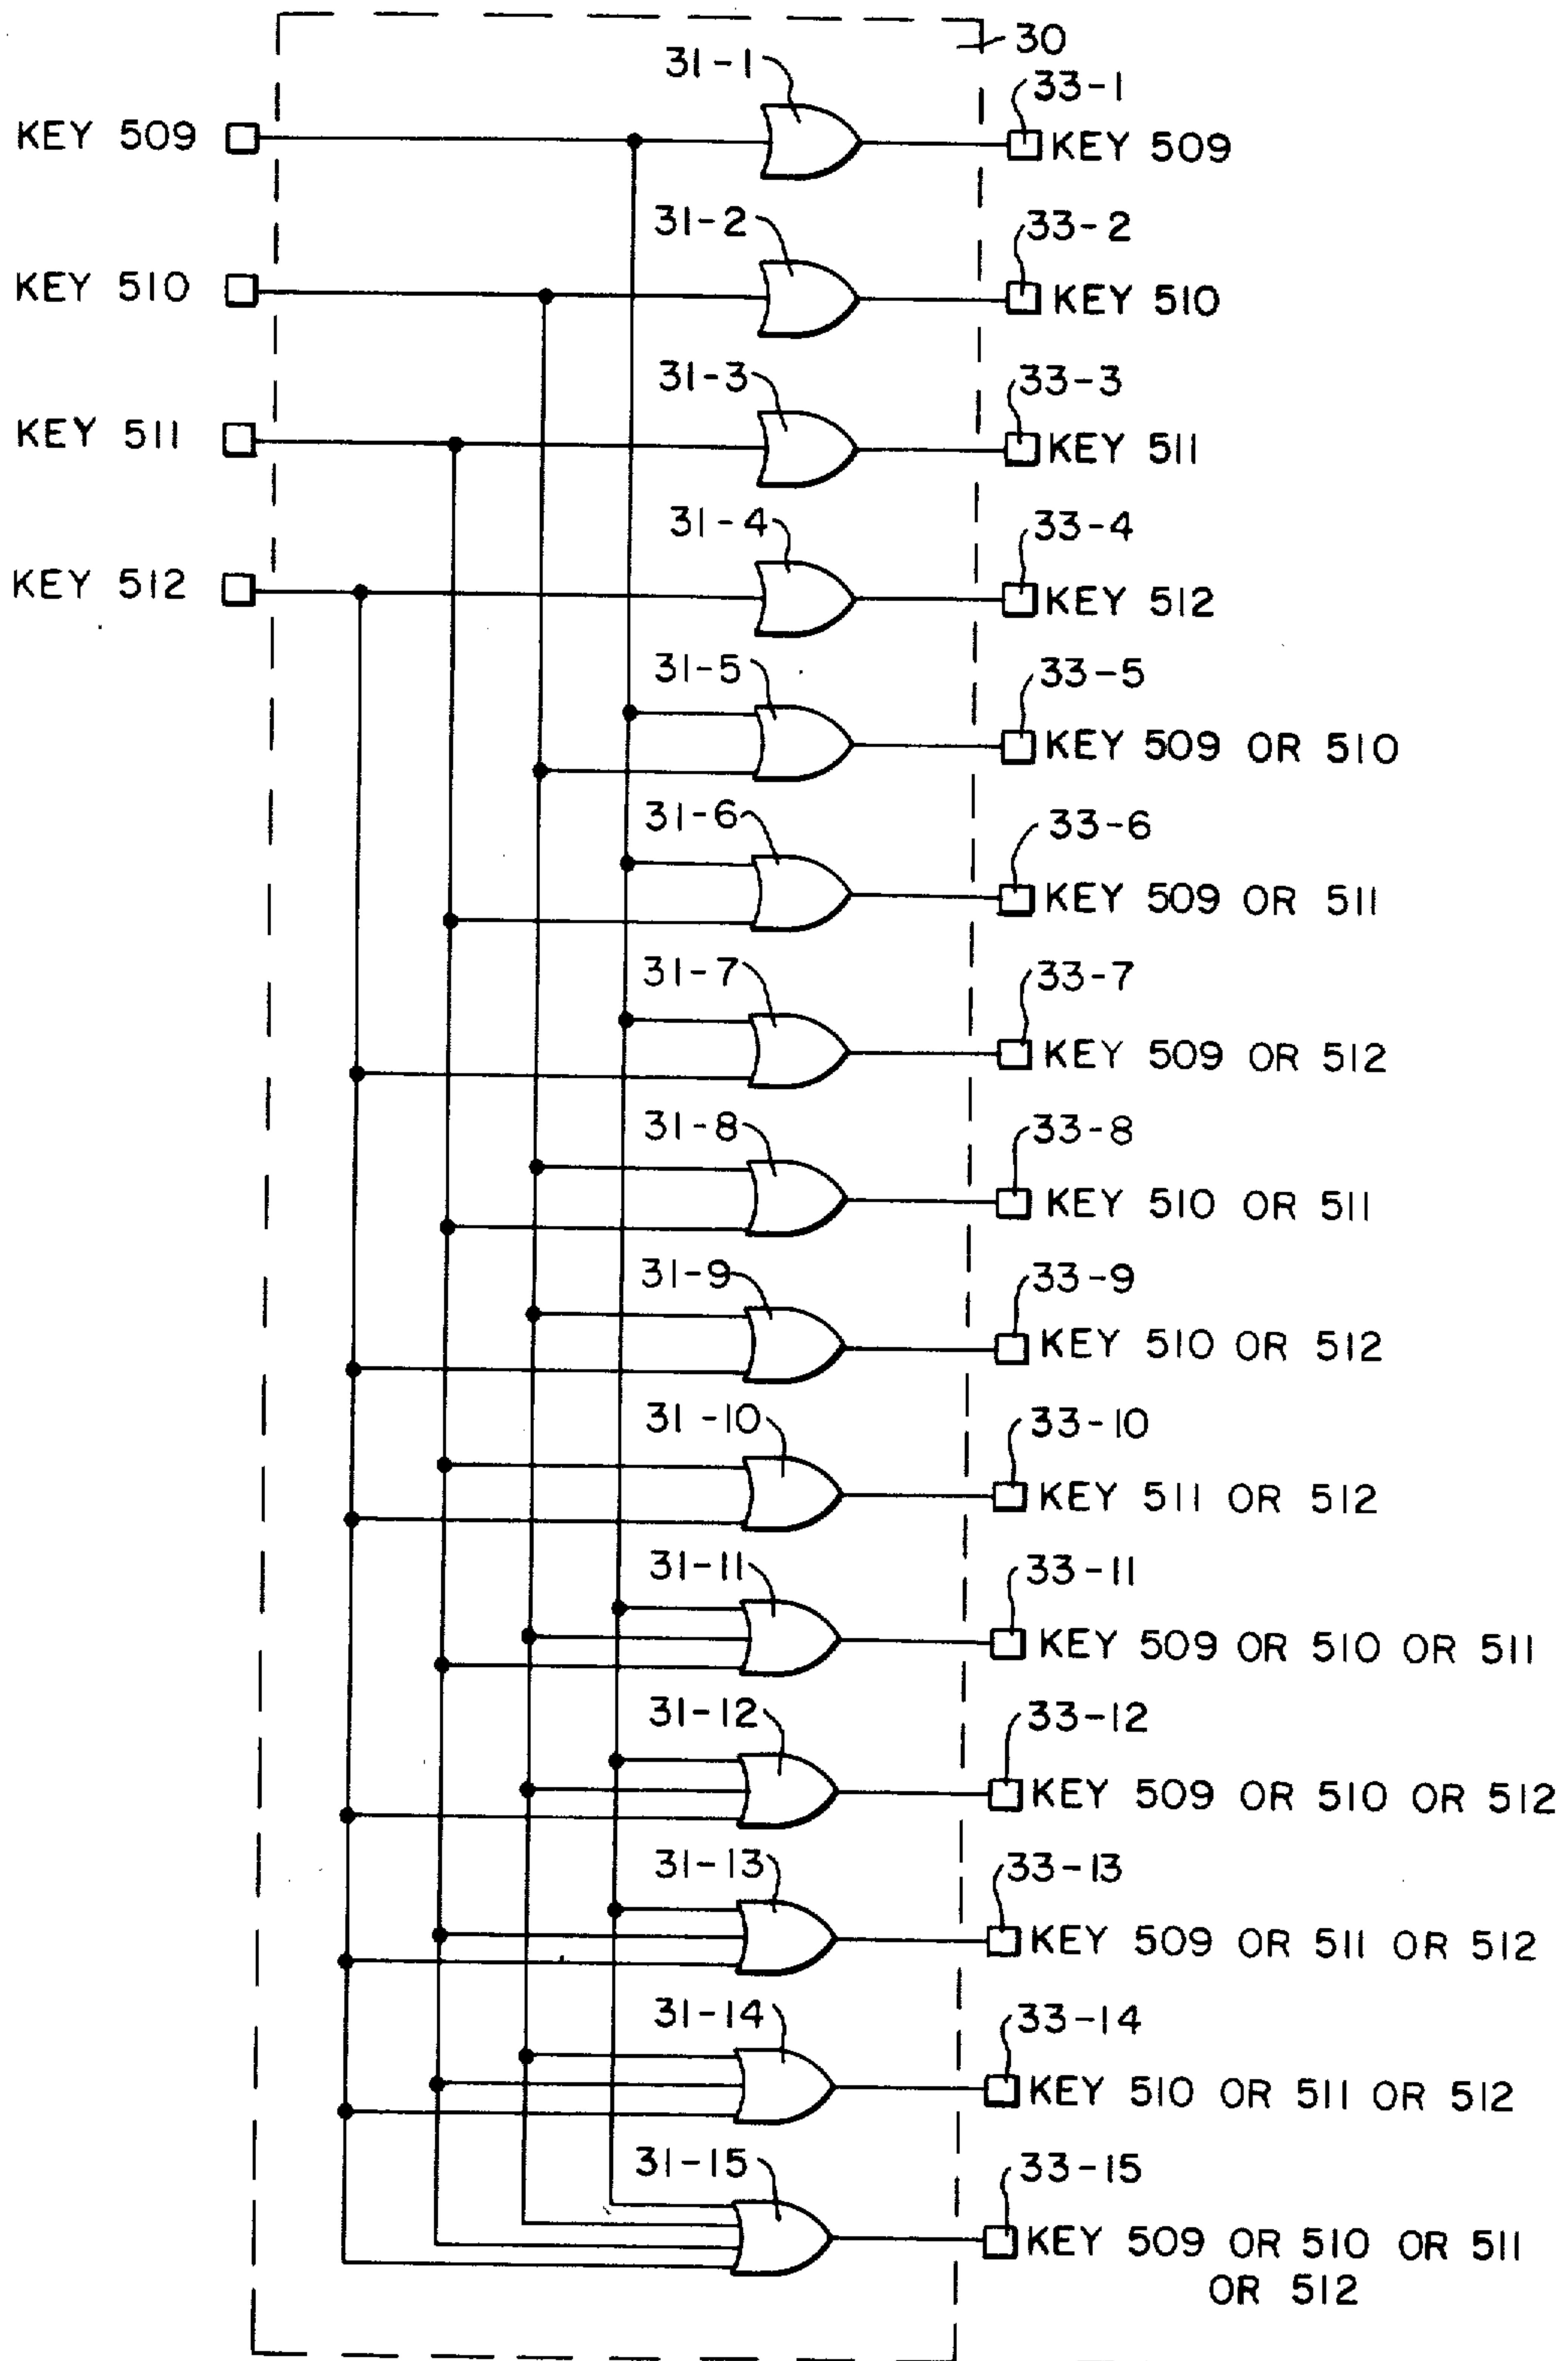 30
31-1
33-1
KEY 509
KEY 509
31-2
33-2
KEY 510
KEY 510
31-3
33-3
KEY 511
KEY 511
31-4
33-4
KEY 512
KEY 512
31-5
33-5
KEY 509 OR 510
31-6
33-6
KEY 509 OR 511
31-7
33-7
KEY 509 OR 512
31-8
33-8
KEY 510 OR 511
31-9
33-9
KEY 510 OR 512
31-10
33-10
KEY 511 OR 512
31-11
33-11
KEY 509 OR 510 OR 511
31-12
33-12
KEY 509 OR 510 OR 512
31-13
33-13
KEY 509 OR 511 OR 512
31-14
33-14
KEY 510 OR 511 OR 512
31-15
33-15
KEY 509 OR 510 OR 511
OR 512